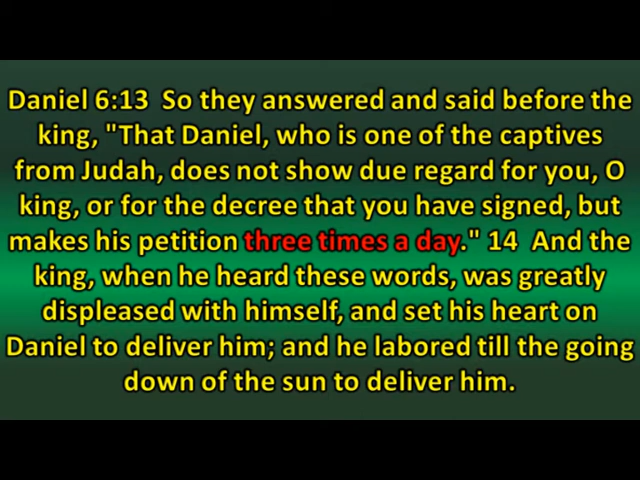 Daniel 6:13  So they answered and said before the
king, "That Daniel, who is one of the captives
from Judah, does not show due regard for you, O
king, or for the decree that you have signed, but
makes his petition three times a day." 14  And the
king, when he heard these words, was greatly
displeased with himself, and set his heart on
Daniel to deliver him; and he labored till the going
down of the sun to deliver him.